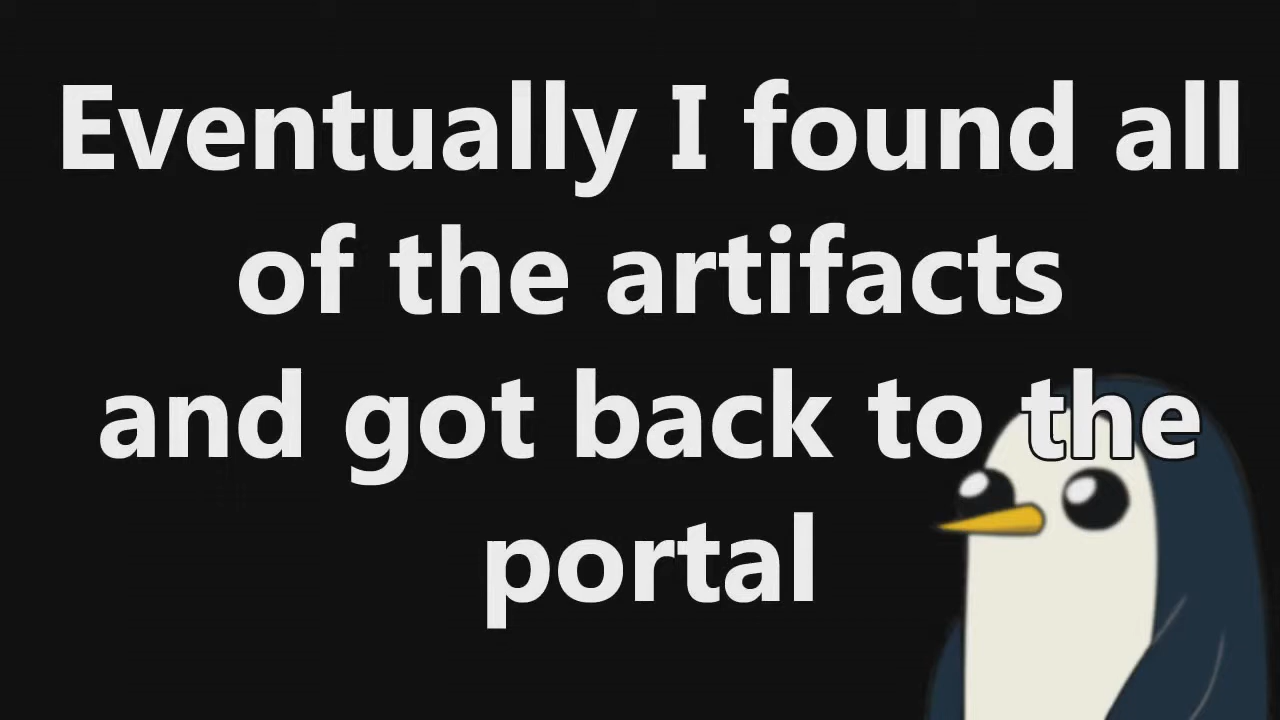 Eventually I found all
of the artifacts
and got back to the
portal